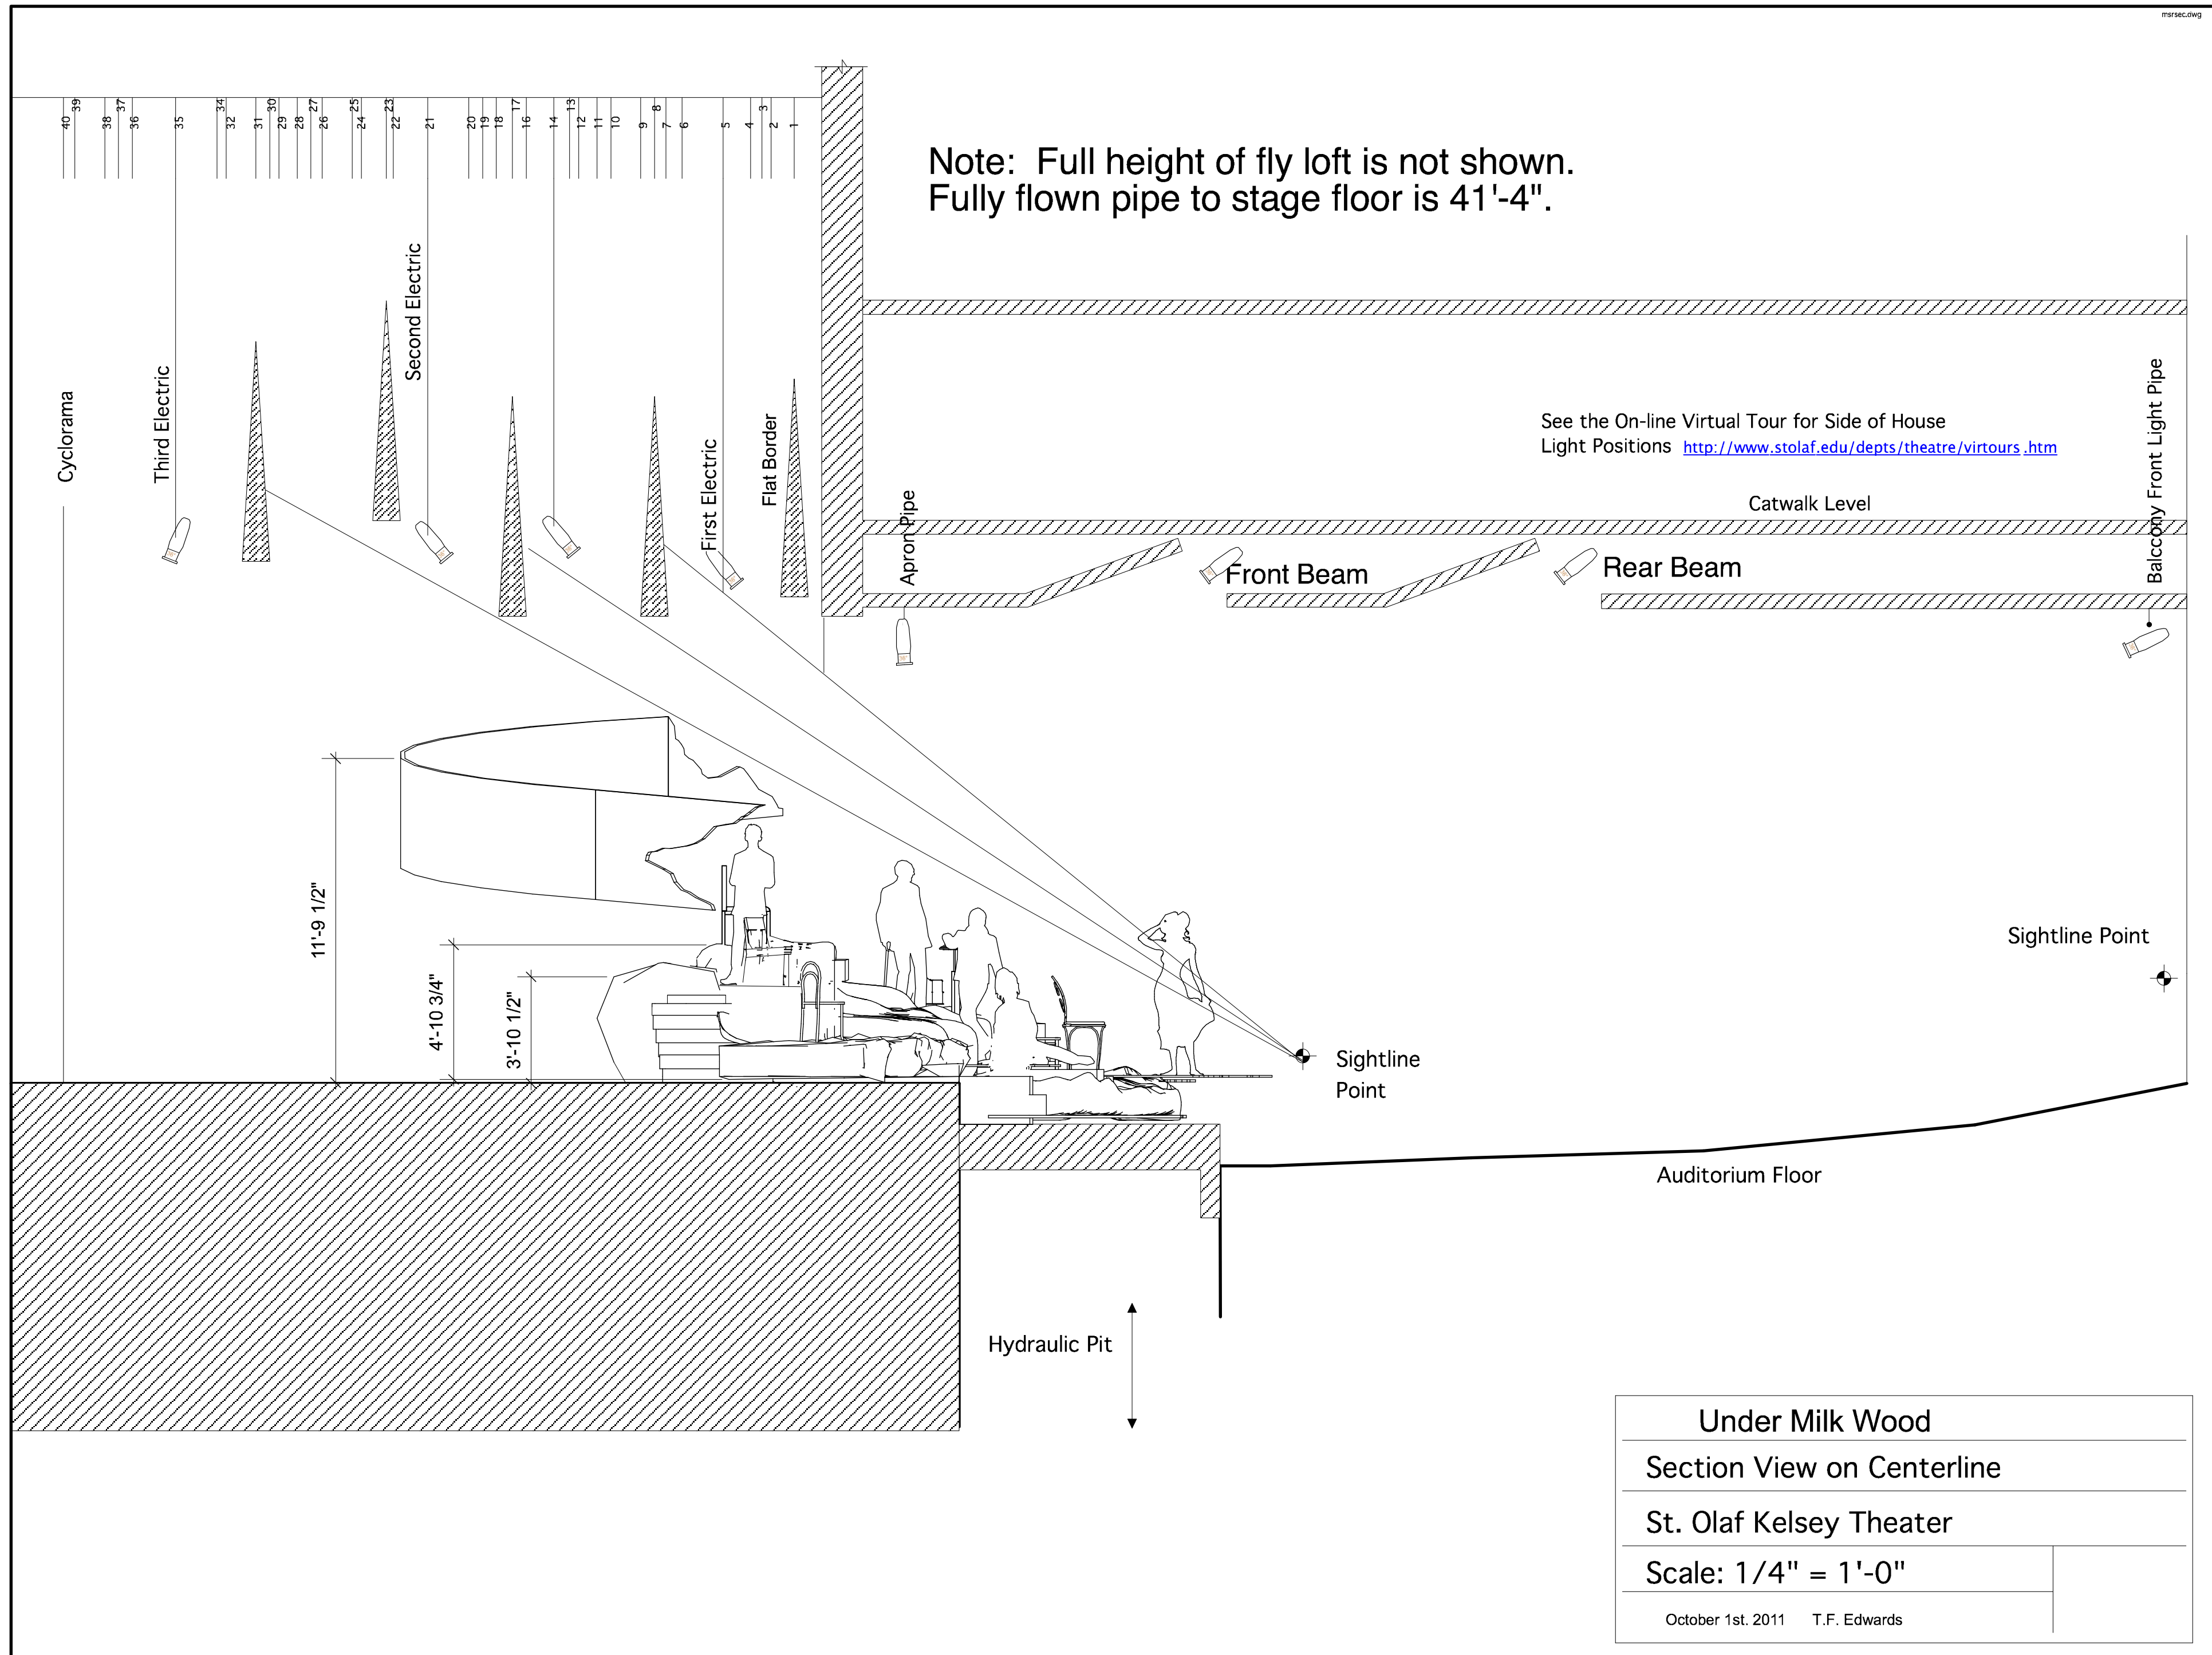 msrsec.dwg
40
39
38
37
36
35
34
32
31
30
29
28
27
26
25
24
23
22
21
20
19
18
17
16
14
13
12
11
10
9
8
7
6
5
4
3
2
1
Note: Full height of fly loft is not shown.
Fully flown pipe to stage floor is 41'-4".
Cyclorama
Third Electric
Second Electric
First Electric
Flat Border
Apron Pipe
Front Beam
Rear Beam
See the On-line Virtual Tour for Side of House
Light Positions http://www.stolaf.edu/depts/theatre/virtours .htm
Catwalk Level
Balccony Front Light Pipe
11'-9 1/2"
4'-10 3/4"
3'-10 1/2"
Sightline Point
Sightline
Point
Auditorium Floor
Hydraulic Pit
Under Milk Wood
Section View on Centerline
St. Olaf Kelsey Theater
Scale: 1/4" = 1'-0"
October 1st. 2011 T.F. Edwards